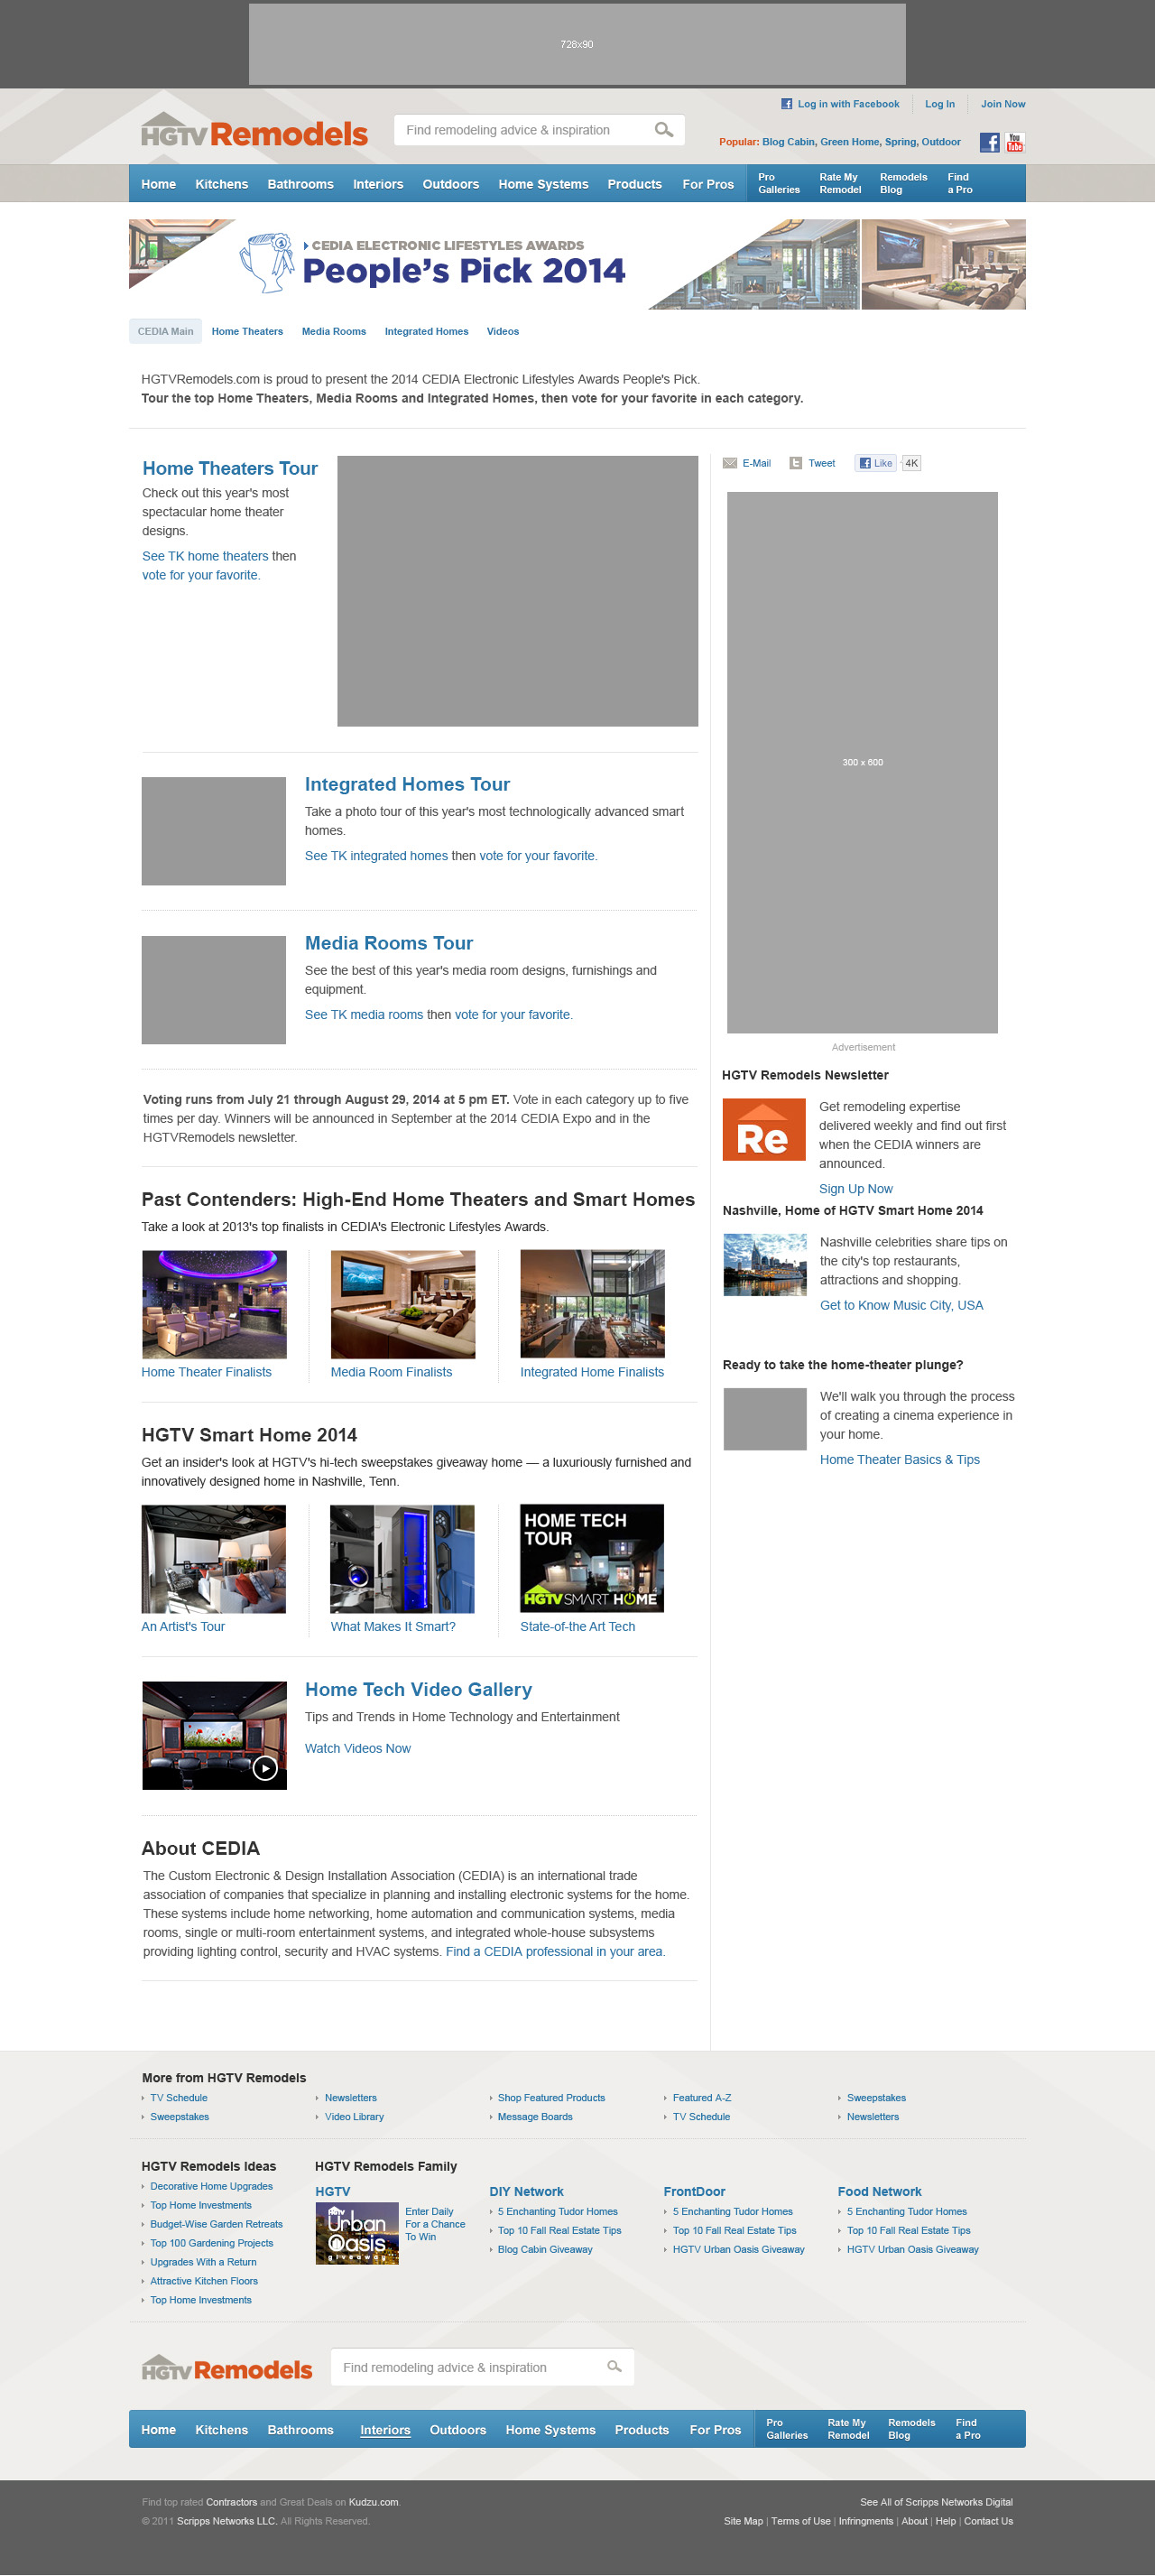 728x90
Log in with Facebook
Log In
Join Now
HGTV Remodels
Find remodeling advice & inspiration
Popular: Blog Cabin, Green Home, Spring, Outdoor
You Tube
Home
Kitchens
Bathrooms
Interiors
Outdoors
Home Systems
Products
For Pros
Pro
Galleries
Rate My
Remodel
Remodels
Blog
Find
a Pro
CEDIA ELECTRONIC LIFESTYLES AWARDS
People's Pick 2014
CEDIA Main
Home Theaters
Media Rooms
Integrated Homes
Videos
HGTVRemodels.com is proud to present the 2014 CEDIA Electronic Lifestyles Awards People's Pick.
Tour the top Home Theaters, Media Rooms and Integrated Homes, then vote for your favorite in each category.
Home Theaters Tour
Check out this year's most
spectacular home theater
designs.
See TK home theaters then
vote for your favorite.
E-Mail
Tweet
Like
4K
300 x 600
Advertisement
Integrated Homes Tour
Take a photo tour of this year's most technologically advanced smart
homes.
See TK integrated homes then vote for your favorite.
Media Rooms Tour
See the best of this year's media room designs, furnishings and
equipment.
See TK media rooms then vote for your favorite.
Voting runs from July 21 through August 29, 2014 at 5 pm ET. Vote in each category up to five
times per day. Winners will be announced in September at the 2014 CEDIA Expo and in the
HGTVRemodels newsletter.
Past Contenders: High-End Home Theaters and Smart Homes
Take a look at 2013's top finalists in CEDIA's Electronic Lifestyles Awards.
Home Theater Finalists
Media Room Finalists
Integrated Home Finalists
HGTV Smart Home 2014
Get an insider's look at HGTV's hi-tech sweepstakes giveaway home — a luxuriously furnished and
innovatively designed home in Nashville, Tenn.
HOME TECH
TOUR
2014
HGTV SMART HOME
An Artist's Tour
What Makes It Smart?
State-of-the Art Tech
Home Tech Video Gallery
Tips and Trends in Home Technology and Entertainment
Watch Videos Now
About CEDIA
The Custom Electronic & Design Installation Association (CEDIA) is an international trade
association of companies that specialize in planning and installing electronic systems for the home.
These systems include home networking, home automation and communication systems, media
rooms, single or multi-room entertainment systems, and integrated whole-house subsystems
providing lighting control, security and HVAC systems. Find a CEDIA professional in your area.
HGTV Remodels Newsletter
Re
Get remodeling expertise
delivered weekly and find out first
when the CEDIA winners are
announced.
Sign Up Now
Nashville, Home of HGTV Smart Home 2014
Nashville celebrities share tips on
the city's top restaurants,
attractions and shopping.
Get to Know Music City, USA
Ready to take the home-theater plunge?
We'll walk you through the process
of creating a cinema experience in
your home.
Home Theater Basics & Tips
More from HGTV Remodels
TV Schedule
Newsletters
Shop Featured Products
Featured A-Z
Sweepstakes
Sweepstakes
Video Library
Message Boards
TV Schedule
Newsletters
HGTV Remodels Ideas
Decorative Home Upgrades
Top Home Investments
Budget-Wise Garden Retreats
Top 100 Gardening Projects
Upgrades With a Return
Attractive Kitchen Floors
Top Home Investments
HGTV Remodels Family
HGTV
HGTV
Urban
Oasis
giveaway
Enter Daily
For a Chance
To Win
DIY Network
5 Enchanting Tudor Homes
Top 10 Fall Real Estate Tips
Blog Cabin Giveaway
FrontDoor
5 Enchanting Tudor Homes
Top 10 Fall Real Estate Tips
HGTV Urban Oasis Giveaway
Food Network
5 Enchanting Tudor Homes
Top 10 Fall Real Estate Tips
HGTV Urban Oasis Giveaway
HGTV Remodels
Find remodeling advice & inspiration
Home
Kitchens
Bathrooms
Interiors
Outdoors
Home Systems
Products
For Pros
Pro
Galleries
Rate My
Remodel
Remodels
Blog
Find
a Pro
Find top rated Contractors and Great Deals on Kudzu.com.
© 2011 Scripps Networks LLC. All Rights Reserved.
See All of Scripps Networks Digital
Site Map | Terms of Use | Infringments | About | Help | Contact Us